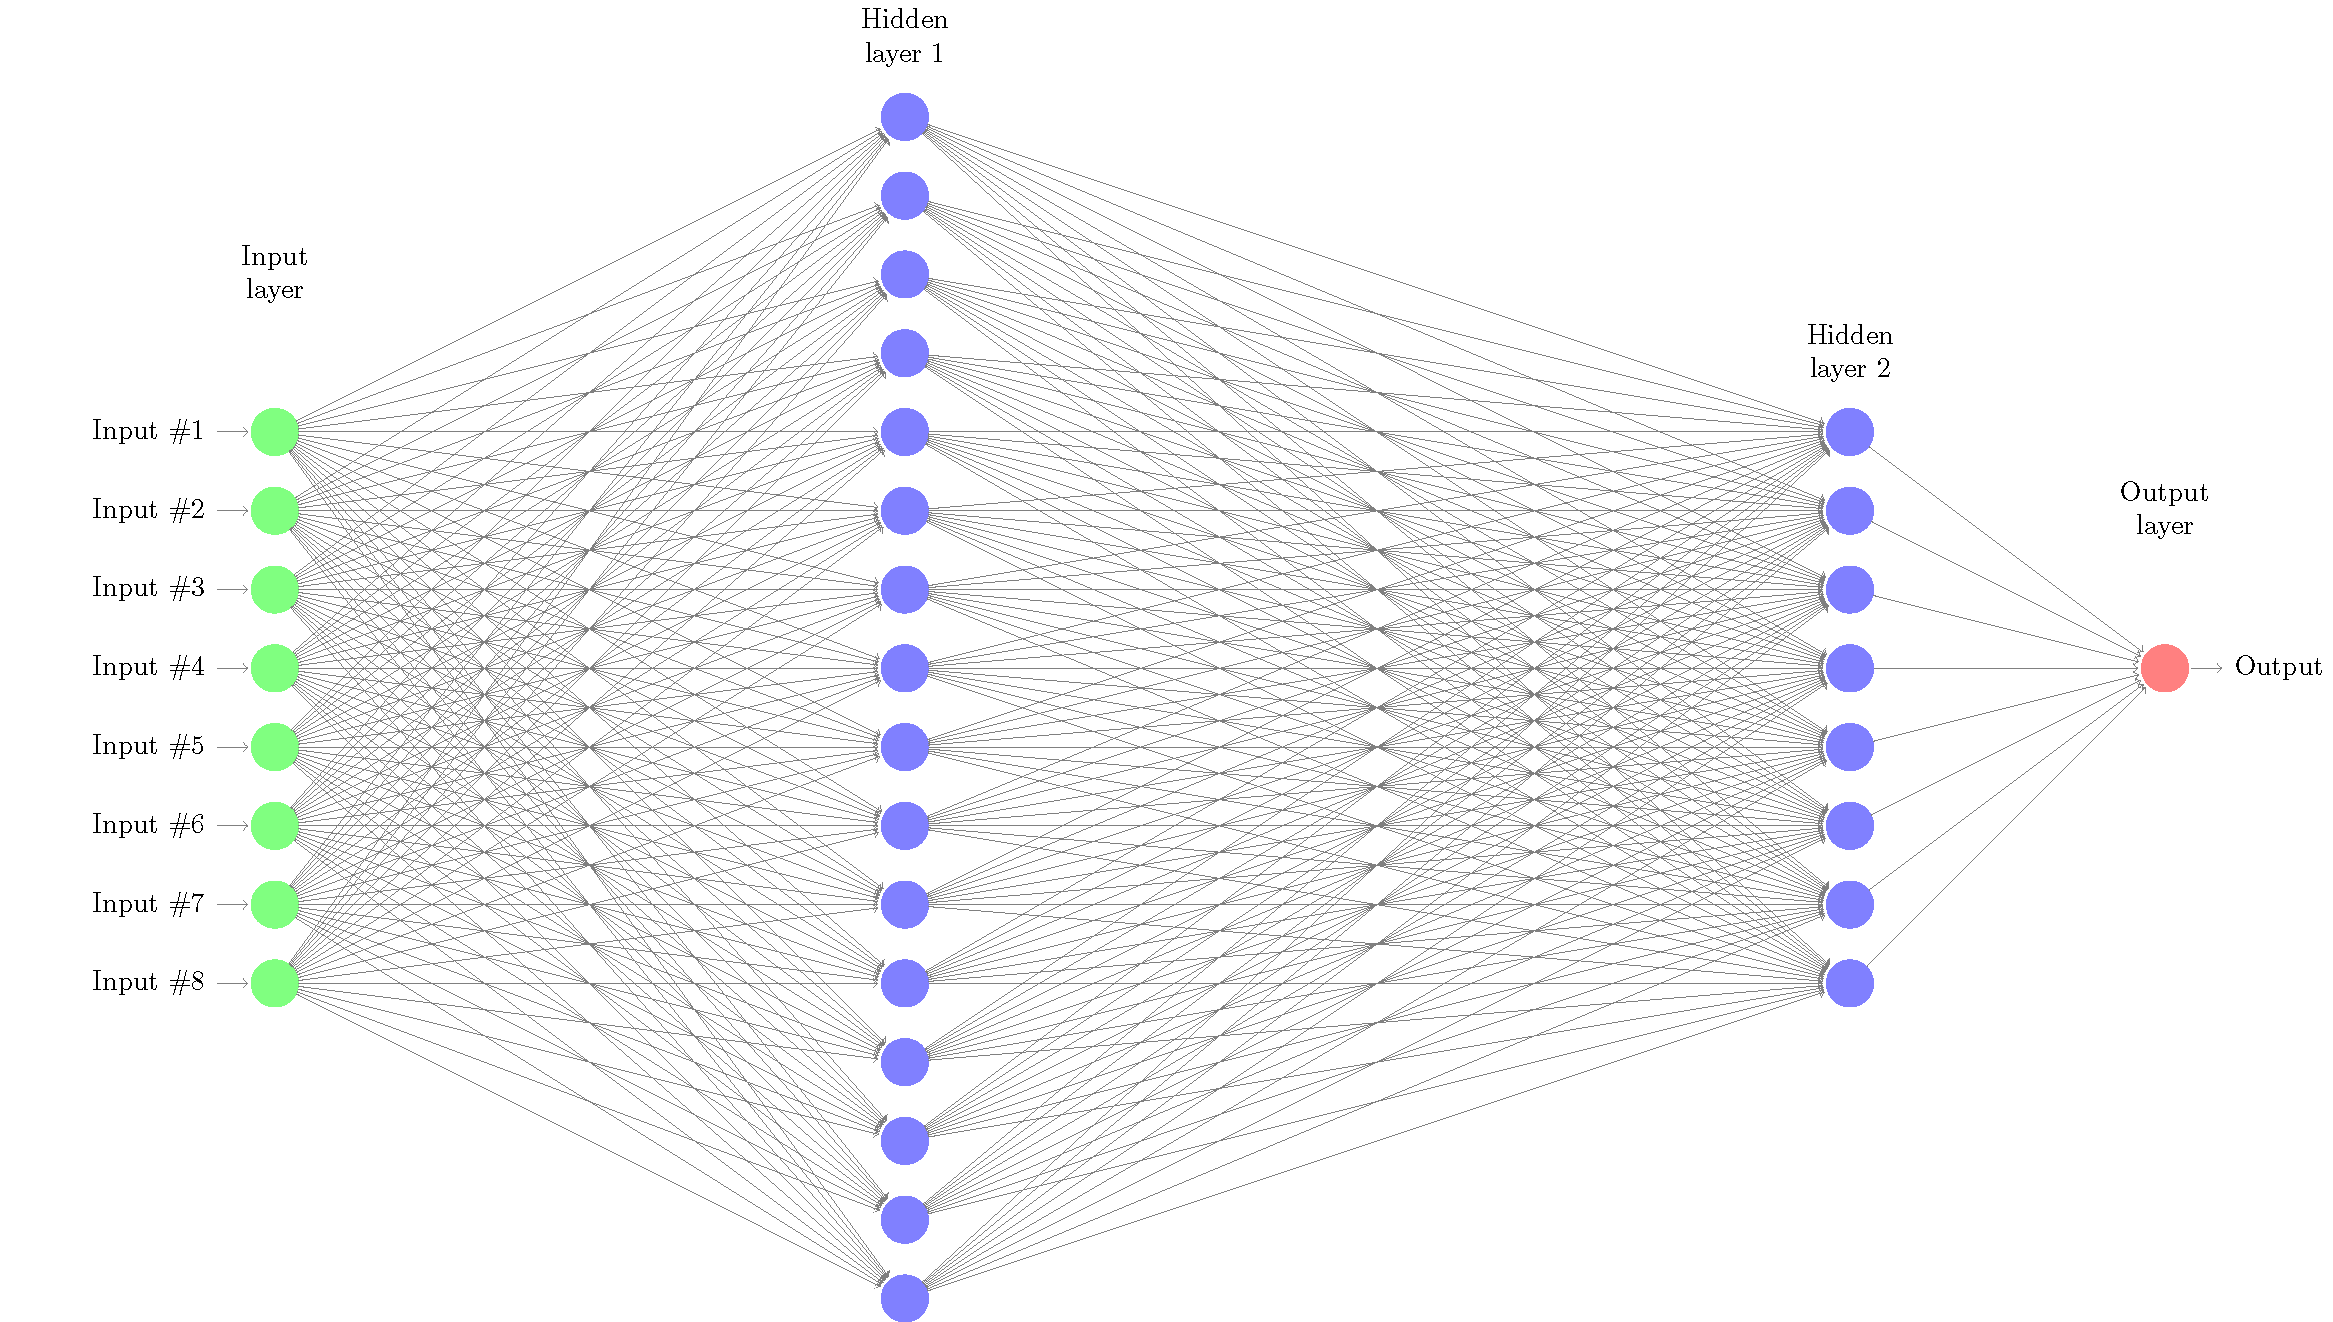 Hidden
layer 1
Input
layer
Hidden
layer 2
Output
layer
Input #1
Input #2
Input #3
Input #4
Input #5
Input #6
Input #7
Input #8
Output